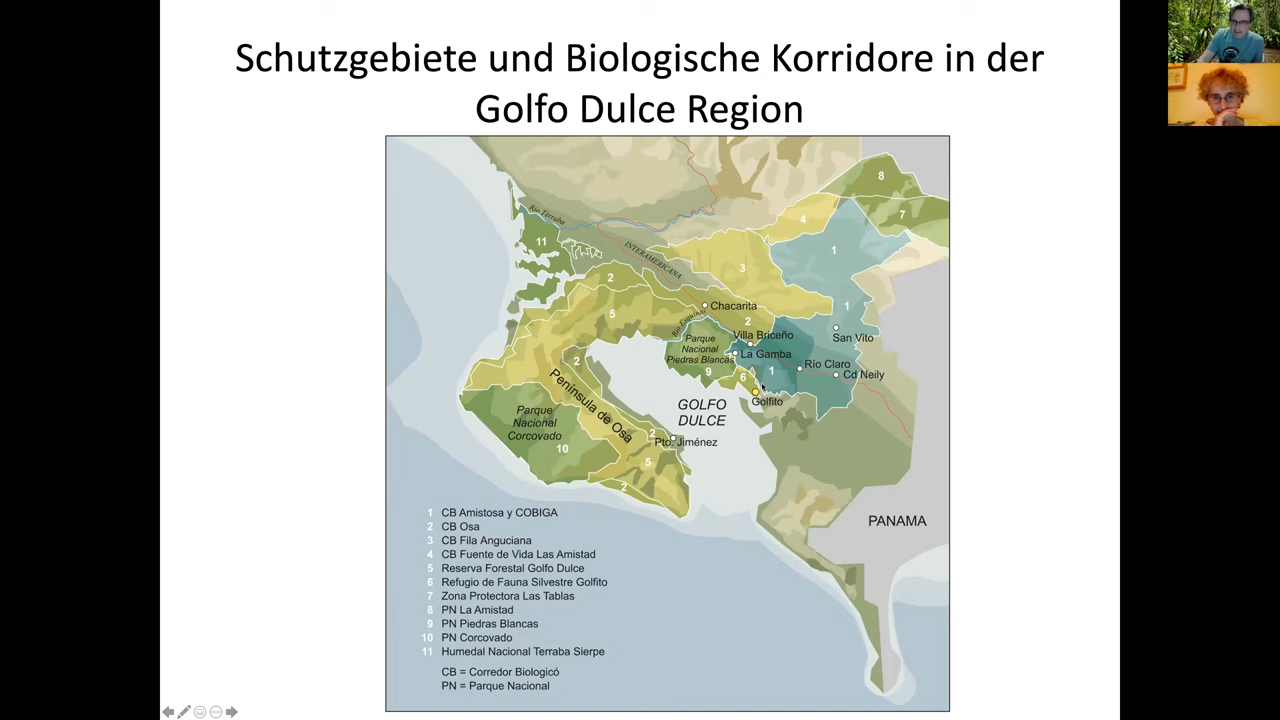 Schutzgebiete und Biologische Korridore in der
Golfo Dulce Region
8
7
4
Río Térraba
11
1
INTERAMERICANA
3
2
1
Chacarita
5
2
Río Esquinas
Villa Briceño
San Vito
Parque
Nacional
Piedras Blancas
La Gamba
2
Río Claro
9
6
1
Cd Neily
Península de Osa
Golfito
GOLFO
DULCE
Parque
Nacional
Corcovado
2
Pto. Jiménez
10
5
2
PANAMA
1 CB Amistosa y COBIGA
2 CB Osa
3 CB Fila Anguciana
4 CB Fuente de Vida Las Amistad
5 Reserva Forestal Golfo Dulce
6 Refugio de Fauna Silvestre Golfito
7 Zona Protectora Las Tablas
8 PN La Amistad
9 PN Piedras Blancas
10 PN Corcovado
11 Humedal Nacional Terraba Sierpe
CB = Corredor Biologicó
PN = Parque Nacional